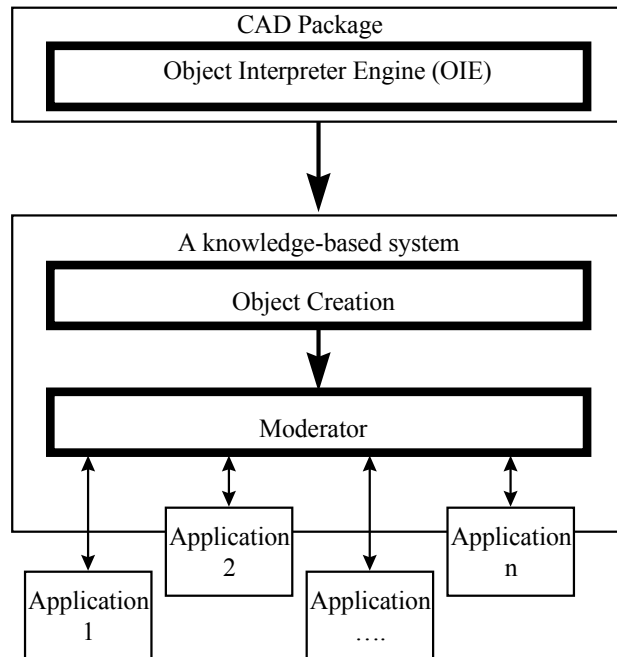 CAD Package
Object Interpreter Engine (OIE)
A knowledge-based system
Object Creation
Moderator
Application
2
Application
n
Application
1
Application
….